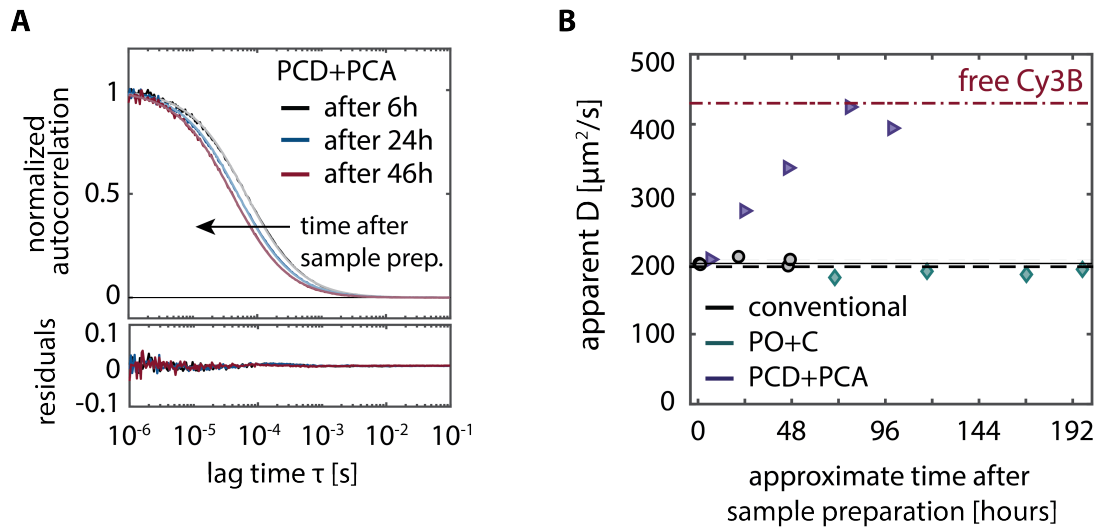 A
PCD+PCA
after 6h
after 24h
after 46h
time after
sample prep.
normalized
autocorrelation
1
0.5
0
residuals
0.1
0
-0.1
10⁻⁶ 10⁻⁵ 10⁻⁴ 10⁻³ 10⁻² 10⁻¹
lag time τ [s]
B
500
400
300
200
100
0
apparent D [µm²/s]
free Cy3B
conventional
PO+C
PCD+PCA
0 48 96 144 192
approximate time after
sample preparation [hours]